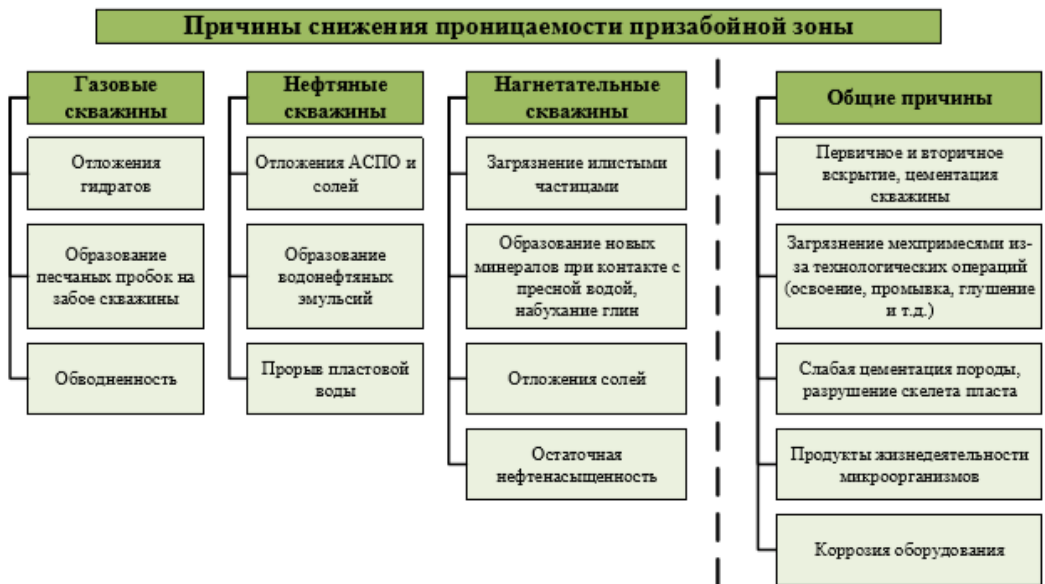 Причины снижения проницаемости призабойной зоны
Газовые
скважины
Отложения
гидратов
Образование
песчаных пробок на
забое скважины
Обводненность
Нефтяные
скважины
Отложения АСПО и
солей
Образование
водонефтяных
эмульсий
Прорыв пластовой
воды
Нагнетательные
скважины
Загрязнение илистыми
частицами
Образование новых
минералов при контакте с
пресной водой,
набухание глин
Отложения солей
Остаточная
нефтенасыщенность
Общие причины
Первичное и вторичное
вскрытие, цементация
скважины
Загрязнение мехпримесями из-
за технологических операций
(освоение, промывка, глушение
и т.д.)
Слабая цементация породы,
разрушение скелета пласта
Продукты жизнедеятельности
микроорганизмов
Коррозия оборудования